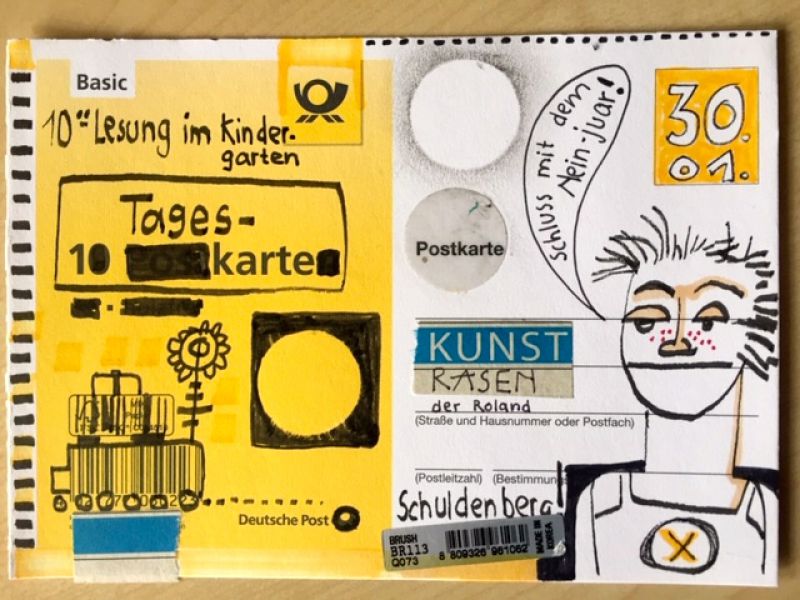 Basic
10°° Lesung im Kinder-
garten
Tages-
10 karte
Deutsche Post
Schluss mit dem
Nein-juar!
30.
01.
Postkarte
KUNST
RASEN
der Roland
(Straße und Hausnummer oder Postfach)
(Postleitzahl) (Bestimmungs
Schuldenberg!
BRUSH
BR113
Q073
8 809326 961062
MADE IN
KOREA
X